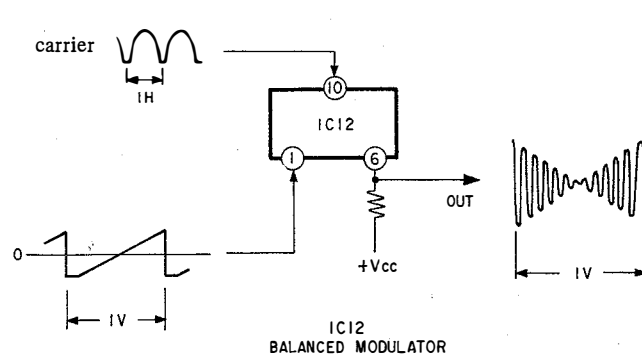 carrier
1H
10
IC12
1
6
OUT
0
+Vcc
1V
1V
IC12
BALANCED MODULATOR